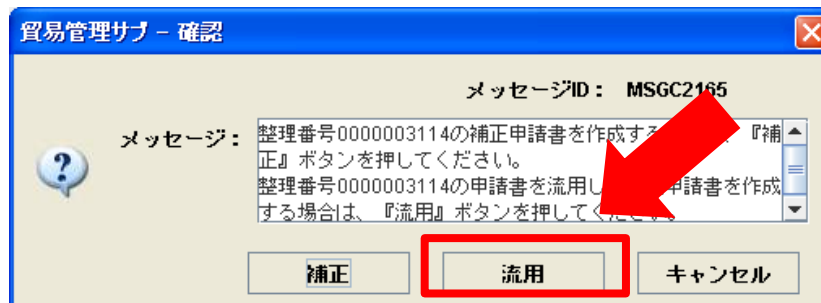 貿易管理サブ - 確認
メッセージID： MSGC2165
メッセージ：
整理番号0000003114の補正申請書を作成する 『補
正』ボタンを押してください。
整理番号0000003114の申請書を流用し 申請書を作成
する場合は、『流用』ボタンを押してください。
補正
流用
キャンセル